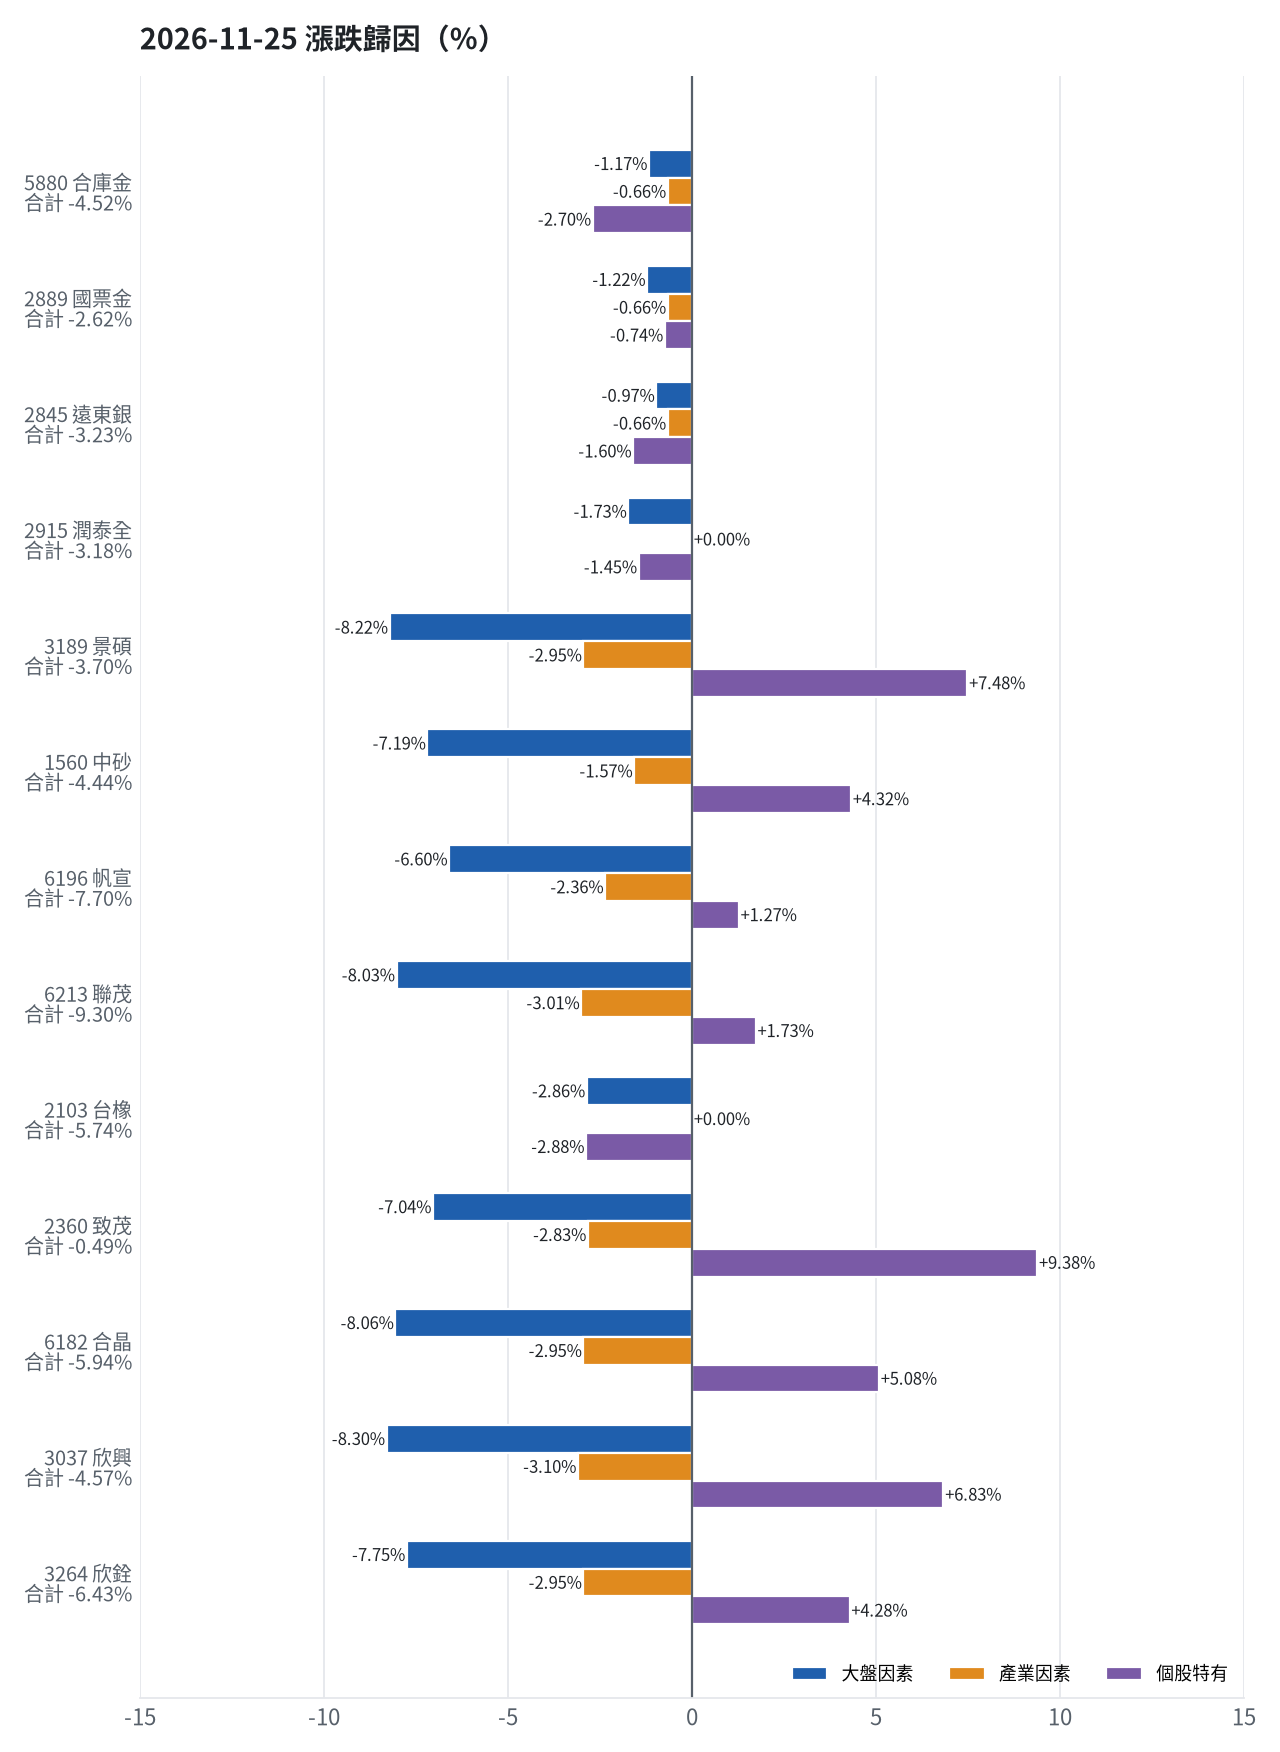 2026-11-25 漲跌歸因（%）
5880 合庫金
合計 -4.52%
-1.17%
-0.66%
-2.70%
2889 國票金
合計 -2.62%
-1.22%
-0.66%
-0.74%
2845 遠東銀
合計 -3.23%
-0.97%
-0.66%
-1.60%
2915 潤泰全
合計 -3.18%
-1.73%
+0.00%
-1.45%
3189 景碩
合計 -3.70%
-8.22%
-2.95%
+7.48%
1560 中砂
合計 -4.44%
-7.19%
-1.57%
+4.32%
6196 帆宣
合計 -7.70%
-6.60%
-2.36%
+1.27%
6213 聯茂
合計 -9.30%
-8.03%
-3.01%
+1.73%
2103 台橡
合計 -5.74%
-2.86%
+0.00%
-2.88%
2360 致茂
合計 -0.49%
-7.04%
-2.83%
+9.38%
6182 合晶
合計 -5.94%
-8.06%
-2.95%
+5.08%
3037 欣興
合計 -4.57%
-8.30%
-3.10%
+6.83%
3264 欣銓
合計 -6.43%
-7.75%
-2.95%
+4.28%
大盤因素 產業因素 個股特有
-15 -10 -5 0 5 10 15